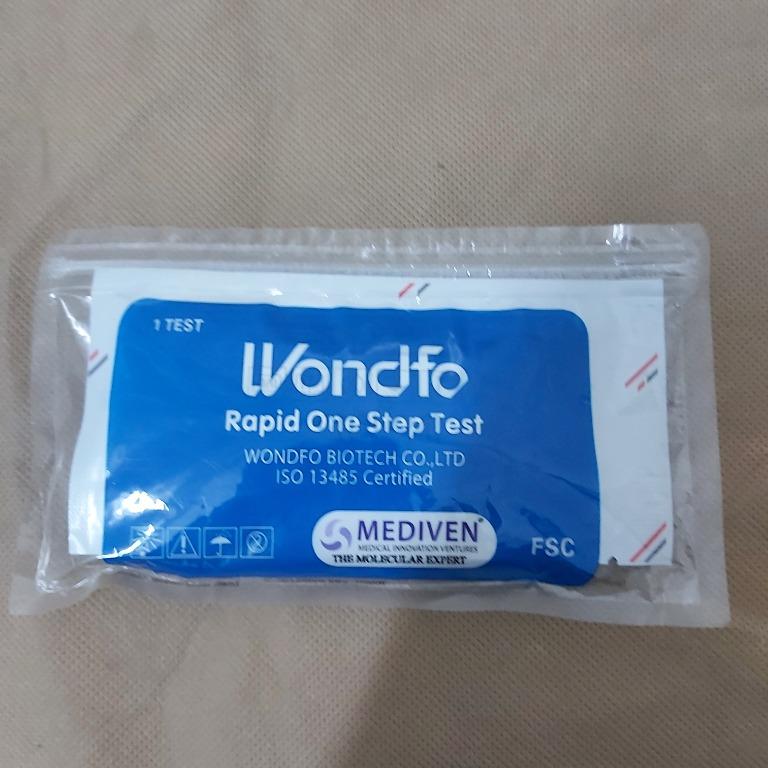 1 TEST
Wondfo
Rapid One Step Test
WONDFO BIOTECH CO.,LTD
ISO 13485 Certified
MEDIVEN®
MEDICAL INNOVATION VENTURES
THE MOLECULAR EXPERT
FSC